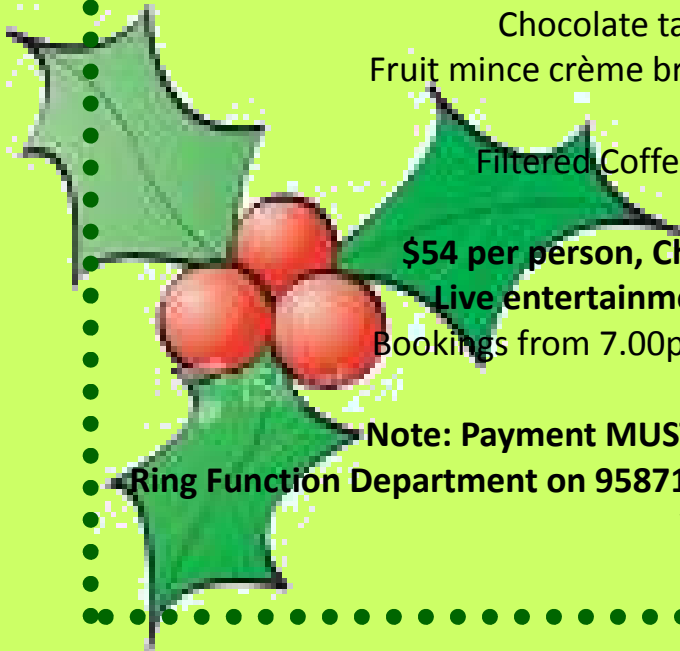 Chocolate ta
Fruit mince crème br
Filtered Coffe
$54 per person, Ch
Live entertainme
Bookings from 7.00p
Note: Payment MUS
Ring Function Department on 95871